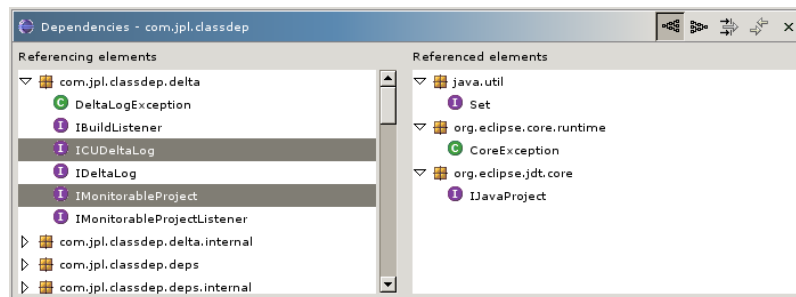 Dependencies - com.jpl.classdep
Referencing elements
com.jpl.classdep.delta
C DeltaLogException
I IBuildListener
I ICUDeltaLog
I IDeltaLog
I IMonitorableProject
I IMonitorableProjectListener
com.jpl.classdep.delta.internal
com.jpl.classdep.deps
com.jpl.classdep.deps.internal
Referenced elements
java.util
I Set
org.eclipse.core.runtime
C CoreException
org.eclipse.jdt.core
I IJavaProject